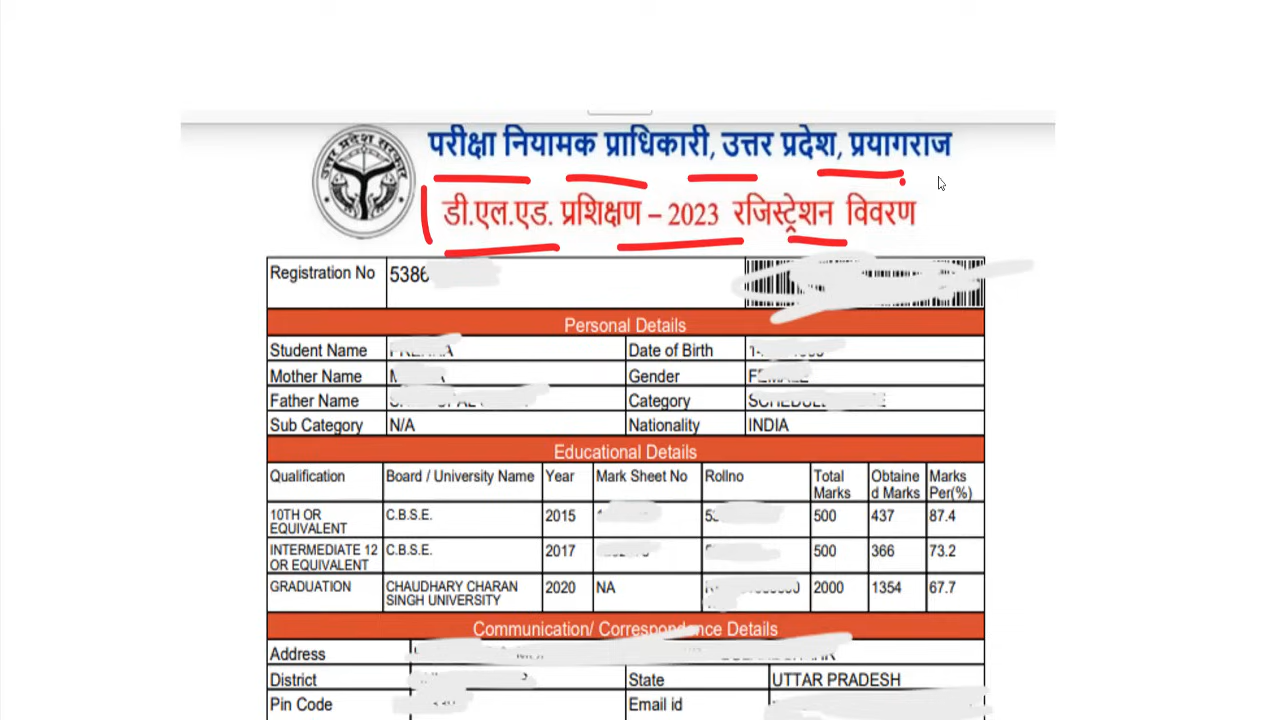 उत्तर प्रदेश सरकार
परीक्षा नियामक प्राधिकारी, उत्तर प्रदेश, प्रयागराज
डी.एल.एड. प्रशिक्षण – 2023 रजिस्ट्रेशन विवरण
Registration No 5386
Personal Details
Student Name Date of Birth
Mother Name Gender
Father Name Category
Sub Category N/A Nationality INDIA
Educational Details
Qualification Board / University Name Year Mark Sheet No Rollno Total Marks Obtained Marks Marks Per(%)
10TH OR EQUIVALENT C.B.S.E. 2015 500 437 87.4
INTERMEDIATE 12 OR EQUIVALENT C.B.S.E. 2017 500 366 73.2
GRADUATION CHAUDHARY CHARAN SINGH UNIVERSITY 2020 NA 2000 1354 67.7
Communication/ Correspondence Details
Address
District State UTTAR PRADESH
Pin Code Email id